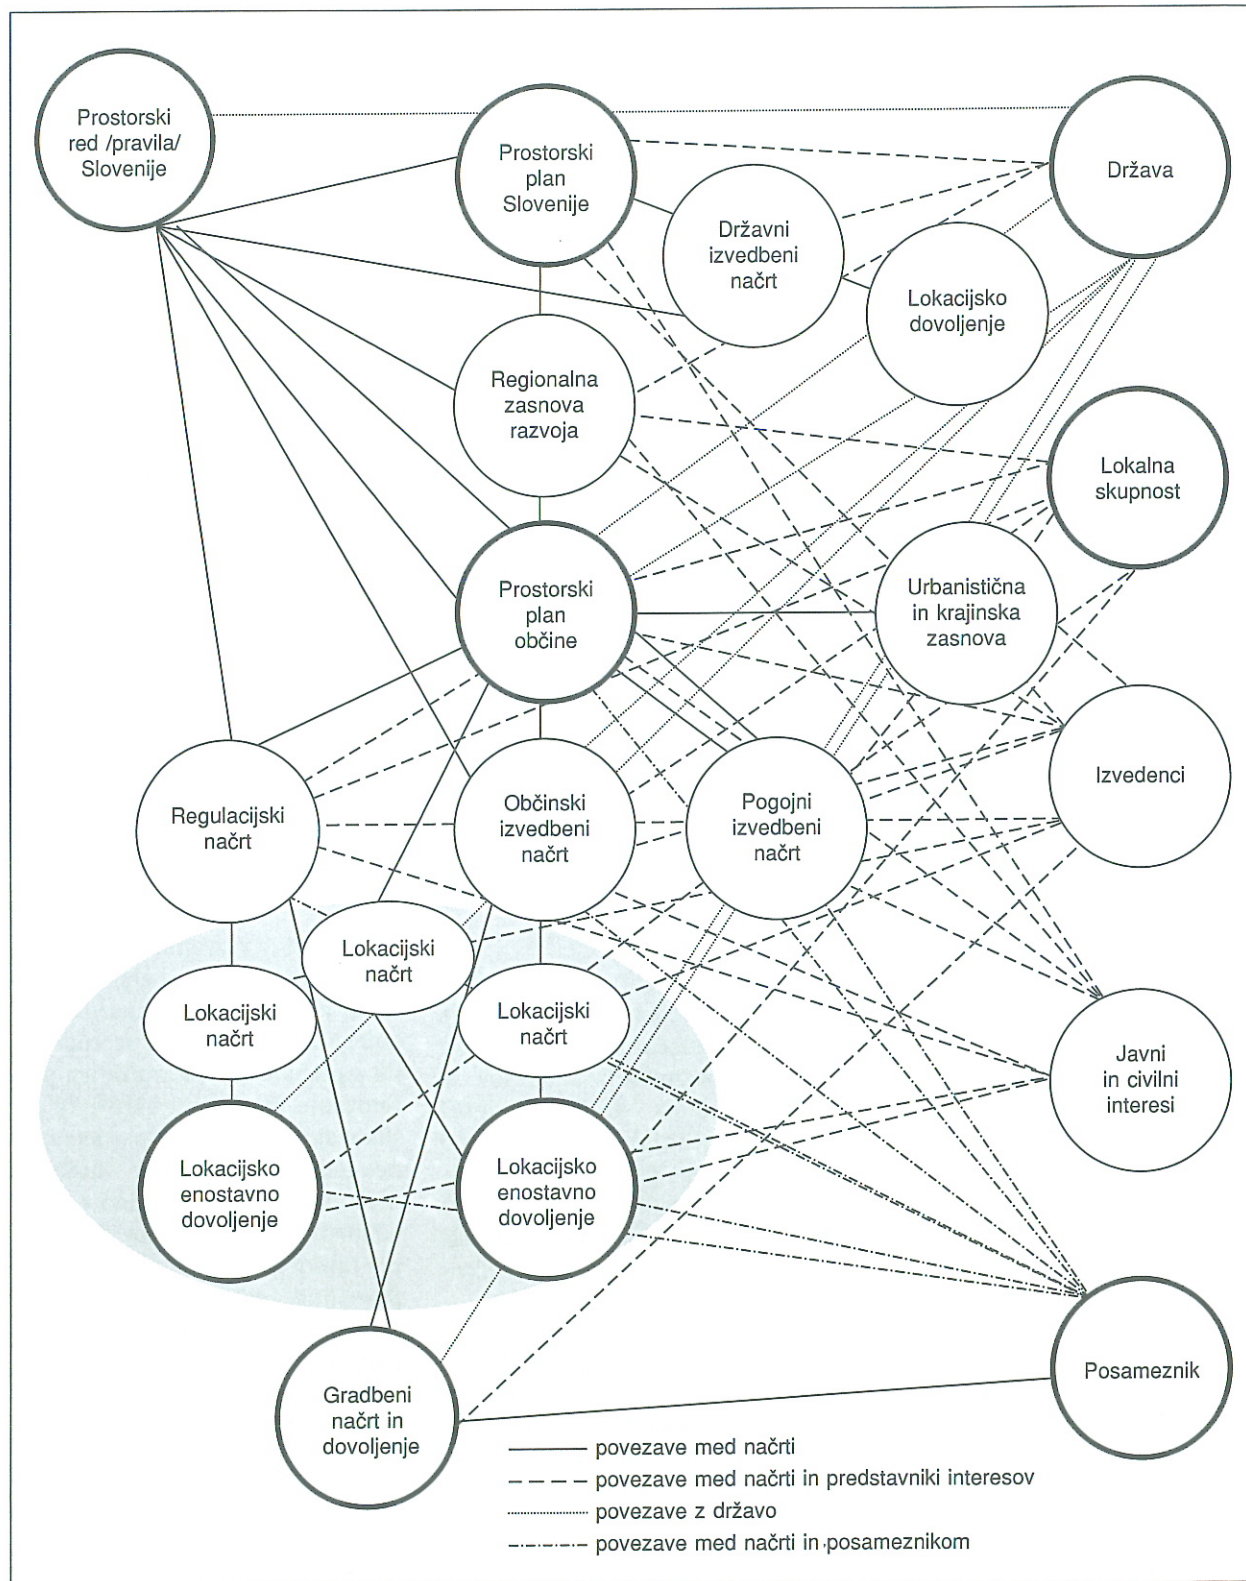 Prostorski
red /pravila/
Slovenije
Prostorski
plan
Slovenije
Država
Državni
izvedbeni
načrt
Lokacijsko
dovoljenje
Regionalna
zasnova
razvoja
Lokalna
skupnost
Prostorski
plan
občine
Urbanistična
in krajinska
zasnova
Izvedenci
Regulacijski
načrt
Občinski
izvedbeni
načrt
Pogojni
izvedbeni
načrt
Lokacijski
načrt
Lokacijski
načrt
Lokacijski
načrt
Javni
in civilni
interesi
Lokacijsko
enostavno
dovoljenje
Lokacijsko
enostavno
dovoljenje
Posameznik
Gradbeni
načrt in
dovoljenje
povezave med načrti
povezave med načrti in predstavniki interesov
povezave z državo
povezave med načrti in posameznikom